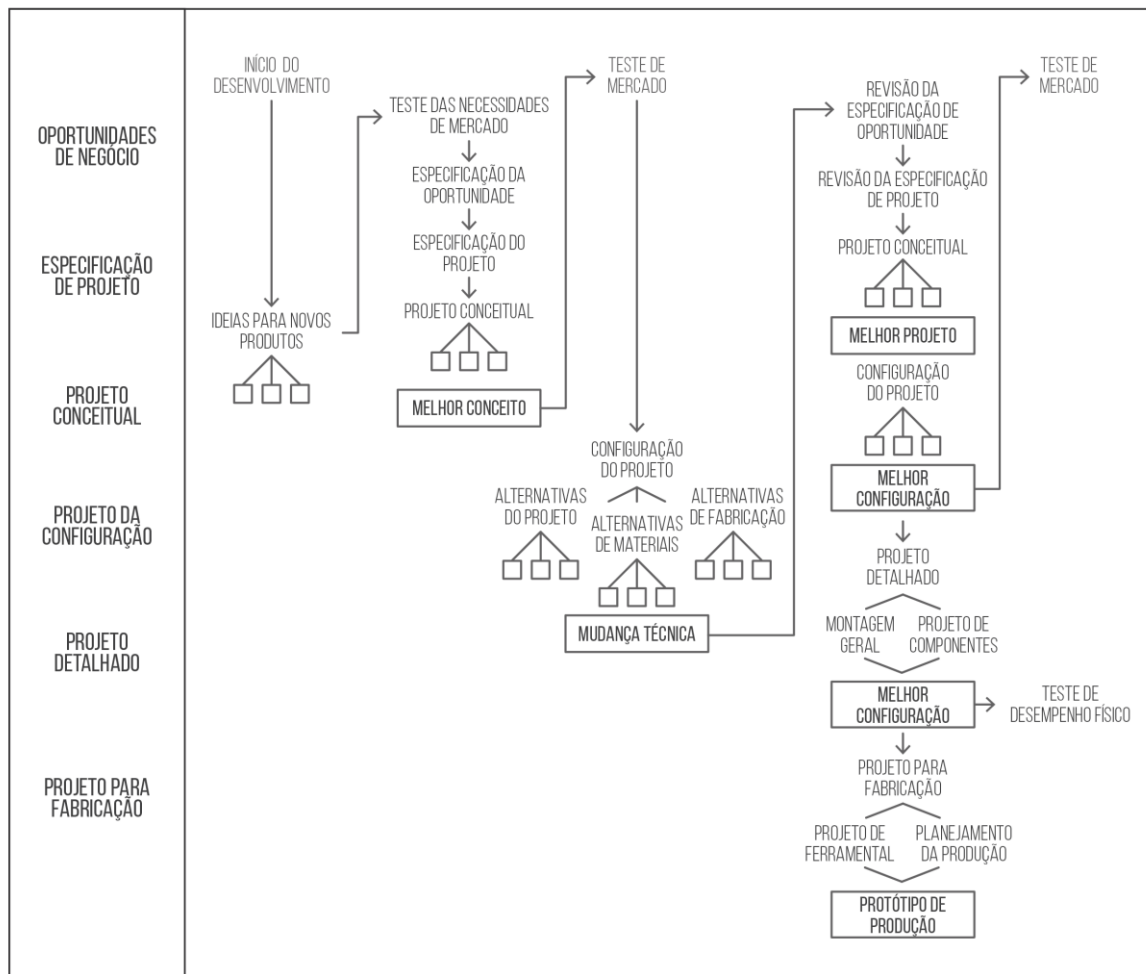 OPORTUNIDADES
DE NEGÓCIO
ESPECIFICAÇÃO
DE PROJETO
PROJETO
CONCEITUAL
PROJETO DA
CONFIGURAÇÃO
PROJETO
DETALHADO
PROJETO PARA
FABRICAÇÃO
INÍCIO DO
DESENVOLVIMENTO
IDEIAS PARA NOVOS
PRODUTOS
TESTE DAS NECESSIDADES
DE MERCADO
ESPECIFICAÇÃO DA
OPORTUNIDADE
ESPECIFICAÇÃO DO
PROJETO
PROJETO CONCEITUAL
MELHOR CONCEITO
TESTE DE
MERCADO
CONFIGURAÇÃO
DO PROJETO
ALTERNATIVAS
DO PROJETO
ALTERNATIVAS
DE MATERIAIS
ALTERNATIVAS
DE FABRICAÇÃO
MUDANÇA TÉCNICA
REVISÃO DA
ESPECIFICAÇÃO DE
OPORTUNIDADE
REVISÃO DA ESPECIFICAÇÃO
DE PROJETO
PROJETO CONCEITUAL
MELHOR PROJETO
CONFIGURAÇÃO
DO PROJETO
MELHOR
CONFIGURAÇÃO
TESTE DE
MERCADO
PROJETO
DETALHADO
MONTAGEM
GERAL
PROJETO DE
COMPONENTES
MELHOR
CONFIGURAÇÃO
TESTE DE
DESEMPENHO FÍSICO
PROJETO PARA
FABRICAÇÃO
PROJETO DE
FERRAMENTAL
PLANEJAMENTO
DA PRODUÇÃO
PROTÓTIPO DE
PRODUÇÃO